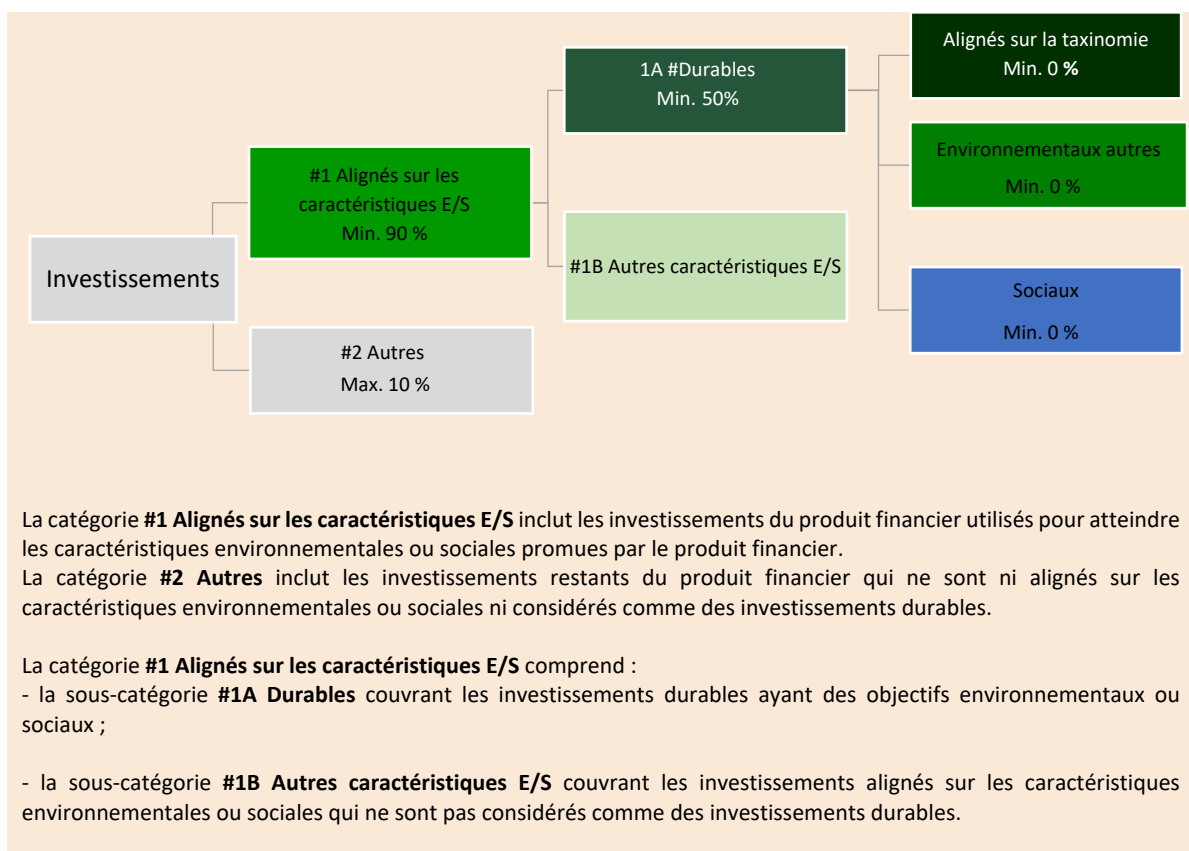 Investissements
#1 Alignés sur les
caractéristiques E/S
Min. 90 %
#2 Autres
Max. 10 %
1A #Durables
Min. 50%
#1B Autres caractéristiques E/S
Alignés sur la taxinomie
Min. 0 %
Environnementaux autres
Min. 0 %
Sociaux
Min. 0 %
La catégorie #1 Alignés sur les caractéristiques E/S inclut les investissements du produit financier utilisés pour atteindre
les caractéristiques environnementales ou sociales promues par le produit financier.
La catégorie #2 Autres inclut les investissements restants du produit financier qui ne sont ni alignés sur les
caractéristiques environnementales ou sociales ni considérés comme des investissements durables.
La catégorie #1 Alignés sur les caractéristiques E/S comprend :
- la sous-catégorie #1A Durables couvrant les investissements durables ayant des objectifs environnementaux ou
sociaux ;
- la sous-catégorie #1B Autres caractéristiques E/S couvrant les investissements alignés sur les caractéristiques
environnementales ou sociales qui ne sont pas considérés comme des investissements durables.